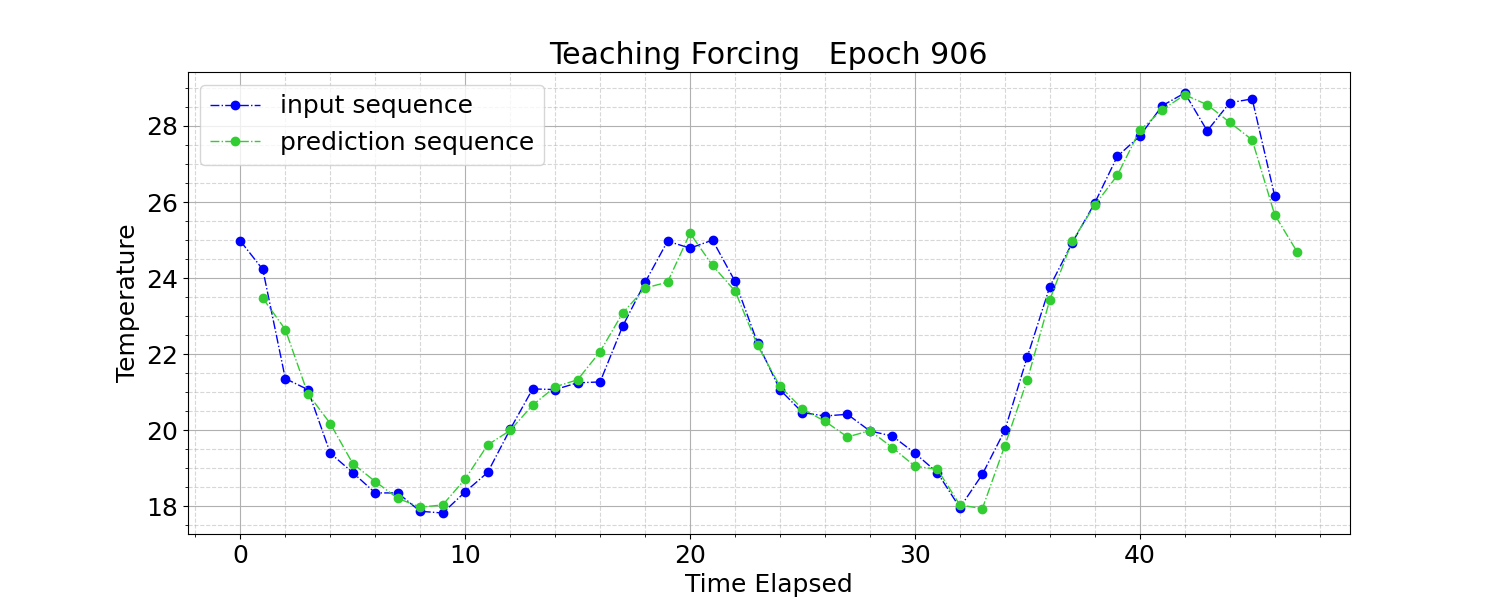 Teaching Forcing   Epoch 906
input sequence
prediction sequence
Temperature
28
26
24
22
20
18
0 10 20 30 40
Time Elapsed